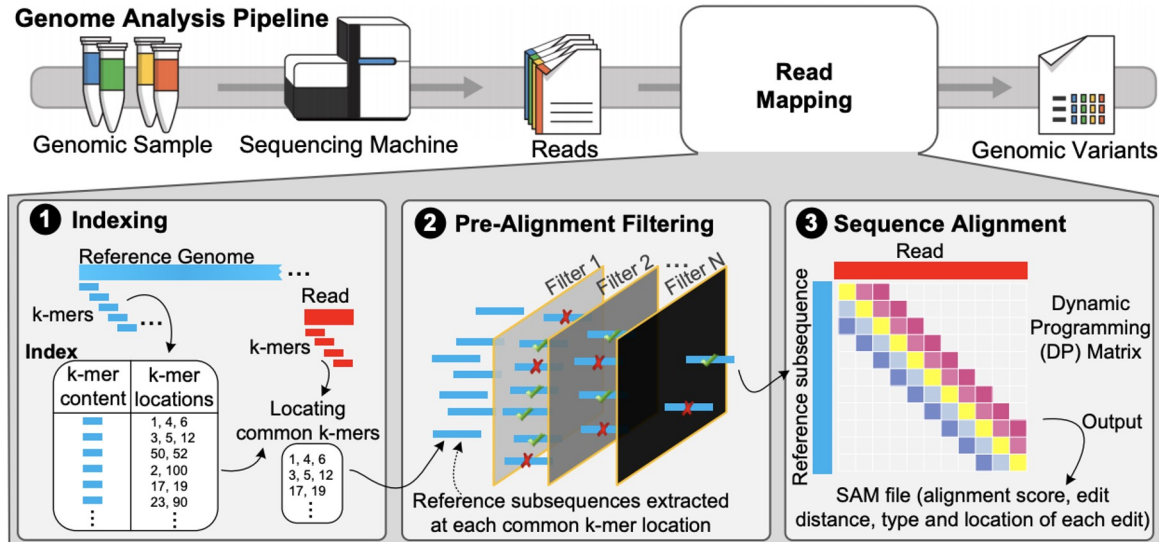 Genome Analysis Pipeline
Genomic Sample
Sequencing Machine
Reads
Read
Mapping
Genomic Variants
1 Indexing
Reference Genome
...
k-mers
...
Read
k-mers
Index
k-mer
content
k-mer
locations
1, 4, 6
3, 5, 12
50, 52
2, 100
17, 19
23, 90
⋮
⋮
Locating
common k-mers
1, 4, 6
3, 5, 12
17, 19
⋮
2 Pre-Alignment Filtering
Filter 1
Filter 2
...
Filter N
Reference subsequences extracted
at each common k-mer location
3 Sequence Alignment
Read
Reference subsequence
Dynamic
Programming
(DP) Matrix
Output
SAM file (alignment score, edit
distance, type and location of each edit)